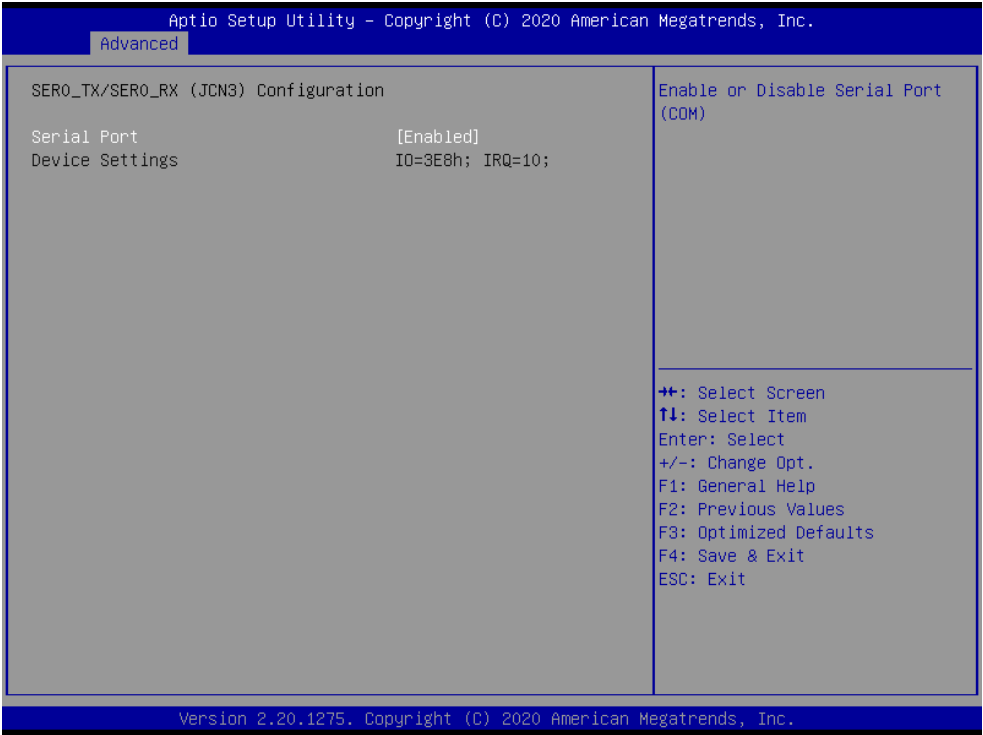 Aptio Setup Utility – Copyright (C) 2020 American Megatrends, Inc.
Advanced
SER0_TX/SER0_RX (JCN3) Configuration
Serial Port [Enabled]
Device Settings IO=3E8h; IRQ=10;
Enable or Disable Serial Port
(COM)
→←: Select Screen
↑↓: Select Item
Enter: Select
+/-: Change Opt.
F1: General Help
F2: Previous Values
F3: Optimized Defaults
F4: Save & Exit
ESC: Exit
Version 2.20.1275. Copyright (C) 2020 American Megatrends, Inc.